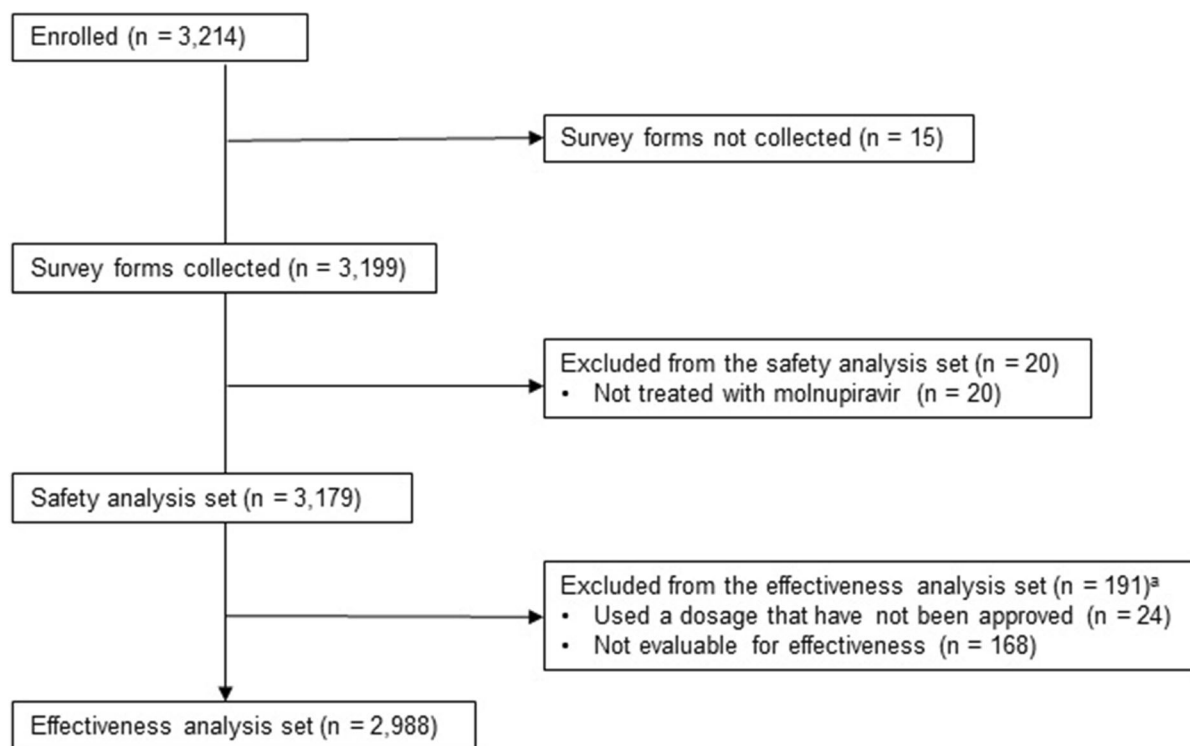 Enrolled (n = 3,214)
Survey forms not collected (n = 15)
Survey forms collected (n = 3,199)
Excluded from the safety analysis set (n = 20)
• Not treated with molnupiravir (n = 20)
Safety analysis set (n = 3,179)
Excluded from the effectiveness analysis set (n = 191)ᵃ
• Used a dosage that have not been approved (n = 24)
• Not evaluable for effectiveness (n = 168)
Effectiveness analysis set (n = 2,988)